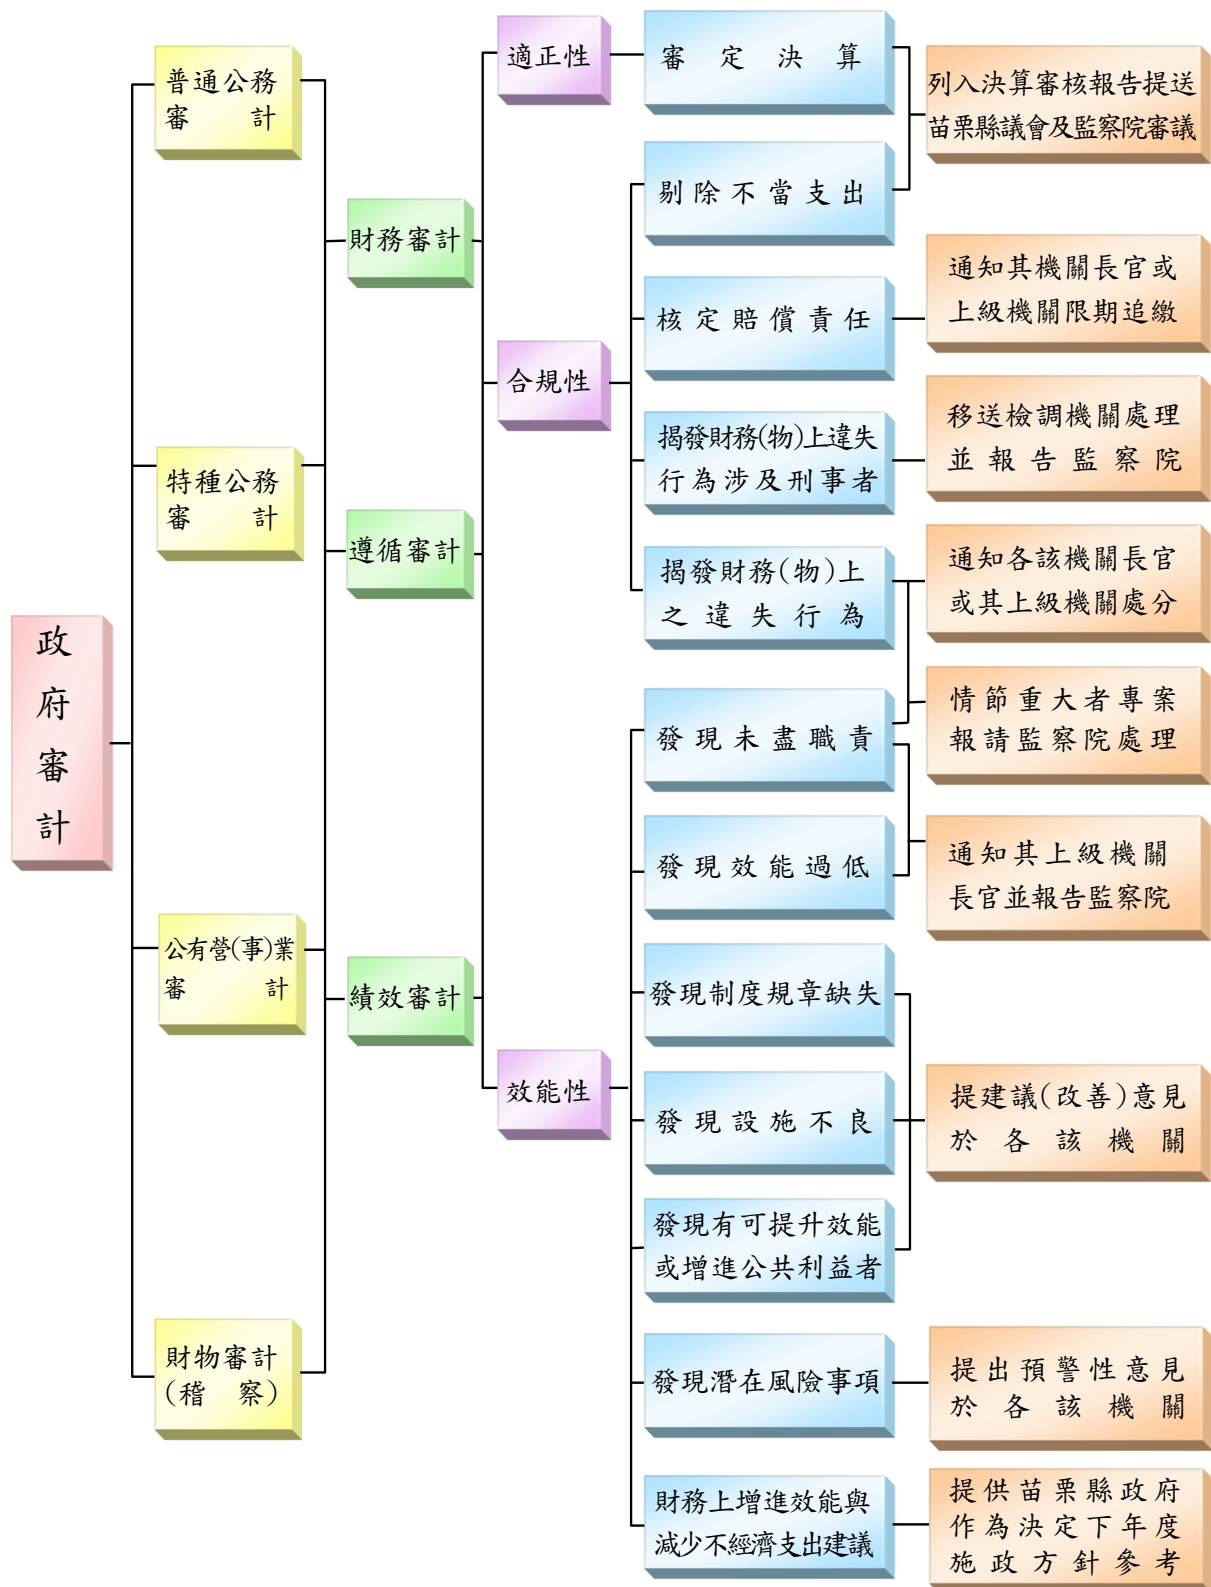 政
府
審
計
普通公務
審計
特種公務
審計
公有營(事)業
審計
財物審計
(稽察)
財務審計
遵循審計
績效審計
適正性
合規性
效能性
審定決算
剔除不當支出
核定賠償責任
揭發財務(物)上違失
行為涉及刑事者
揭發財務(物)上
之違失行為
發現未盡職責
發現效能過低
發現制度規章缺失
發現設施不良
發現有可提升效能
或增進公共利益者
發現潛在風險事項
財務上增進效能與
減少不經濟支出建議
列入決算審核報告提送
苗栗縣議會及監察院審議
通知其機關長官或
上級機關限期追繳
移送檢調機關處理
並報告監察院
通知各該機關長官
或其上級機關處分
情節重大者專案
報請監察院處理
通知其上級機關
長官並報告監察院
提建議(改善)意見
於各該機關
提出預警性意見
於各該機關
提供苗栗縣政府
作為決定下年度
施政方針參考